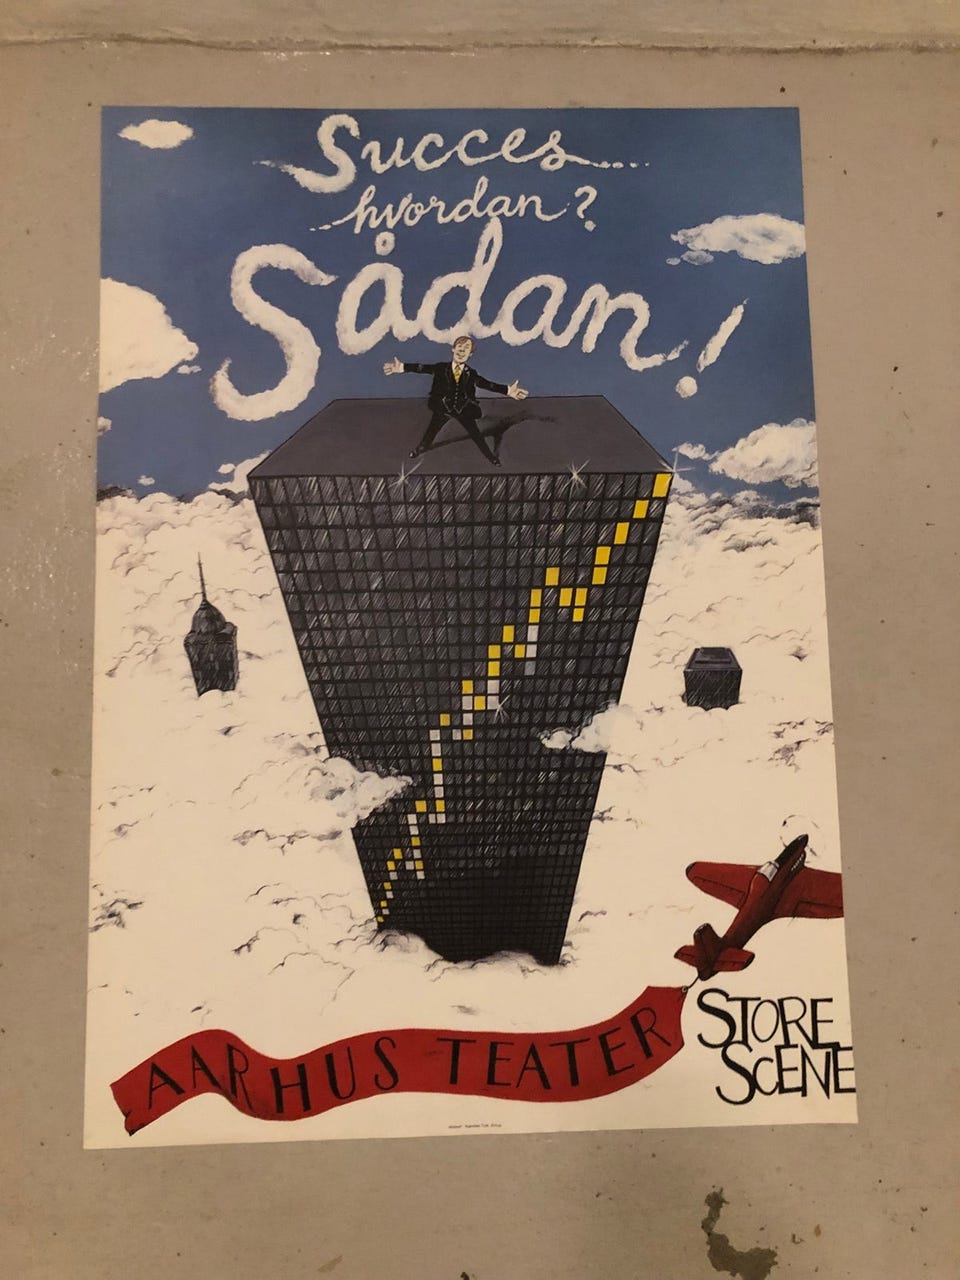 Succes....
hvordan?
Sådan!
AARHUS TEATER
STORE
SCENE